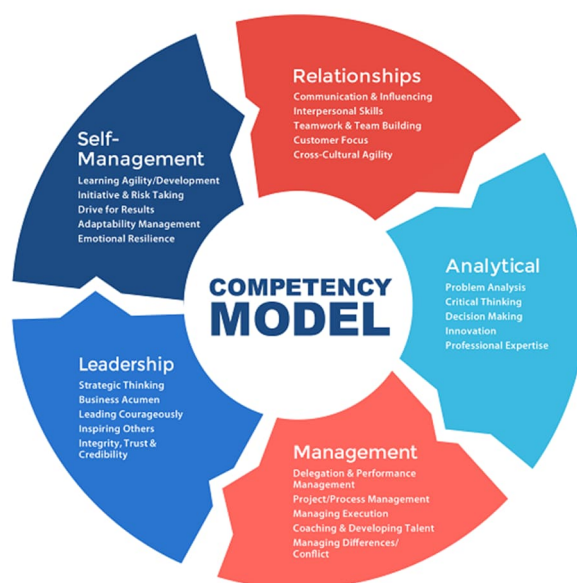 COMPETENCY
MODEL
Relationships
Communication & Influencing
Interpersonal Skills
Teamwork & Team Building
Customer Focus
Cross-Cultural Agility
Analytical
Problem Analysis
Critical Thinking
Decision Making
Innovation
Professional Expertise
Management
Delegation & Performance
Management
Project/Process Management
Managing Execution
Coaching & Developing Talent
Managing Differences/
Conflict
Leadership
Strategic Thinking
Business Acumen
Leading Courageously
Inspiring Others
Integrity, Trust &
Credibility
Self-
Management
Learning Agility/Development
Initiative & Risk Taking
Drive for Results
Adaptability Management
Emotional Resilience